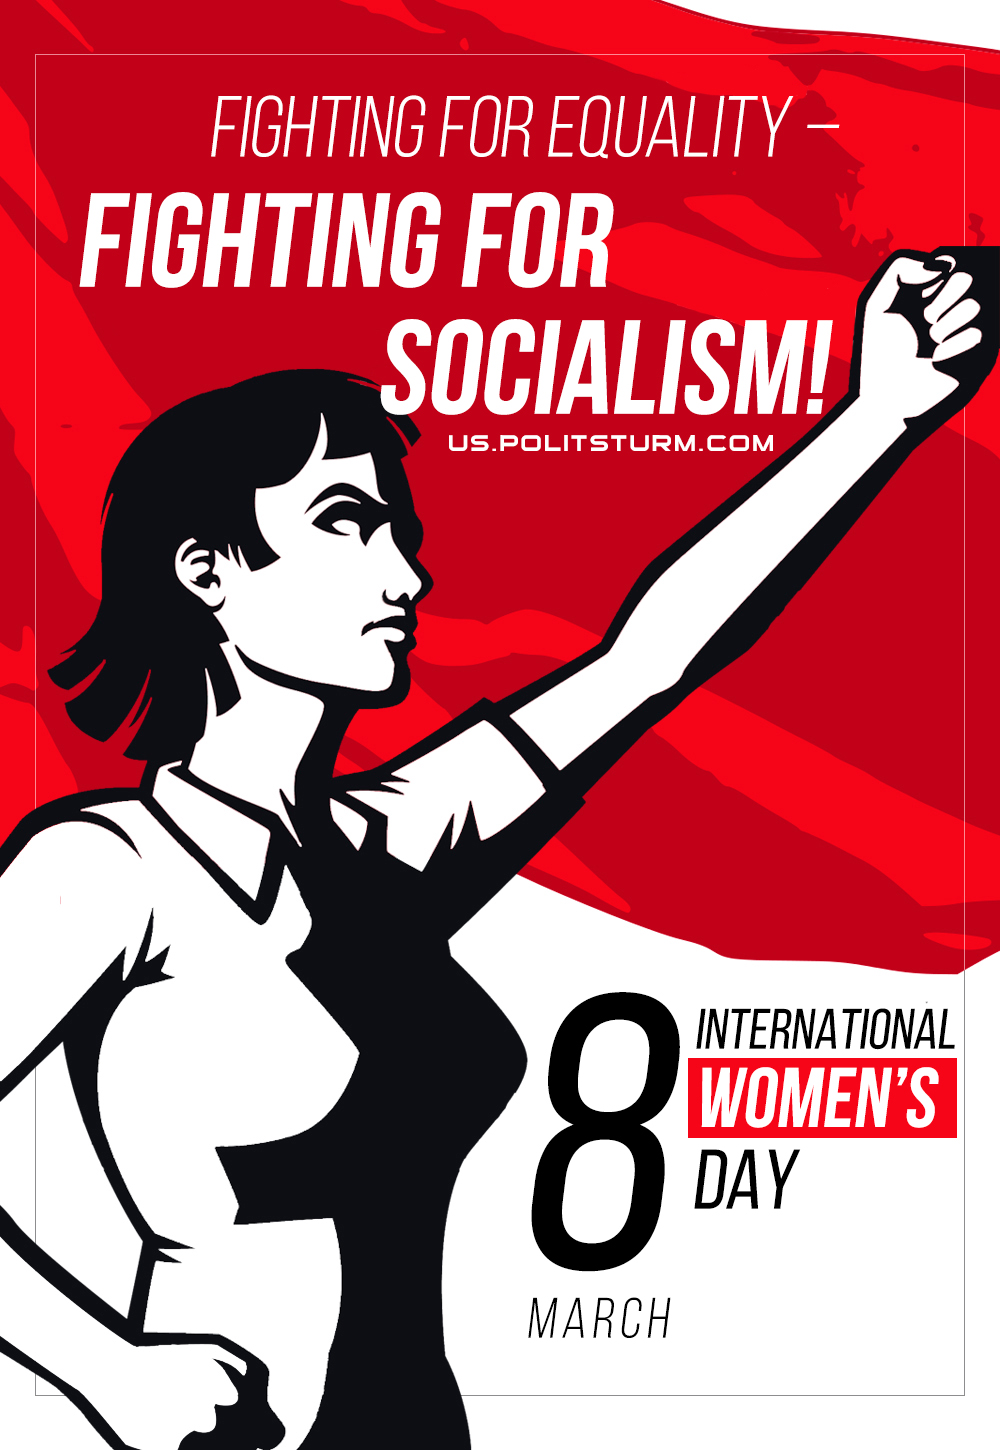 FIGHTING FOR EQUALITY –
FIGHTING FOR
SOCIALISM!
US.POLITSTURM.COM
8
INTERNATIONAL
WOMEN'S
DAY
MARCH